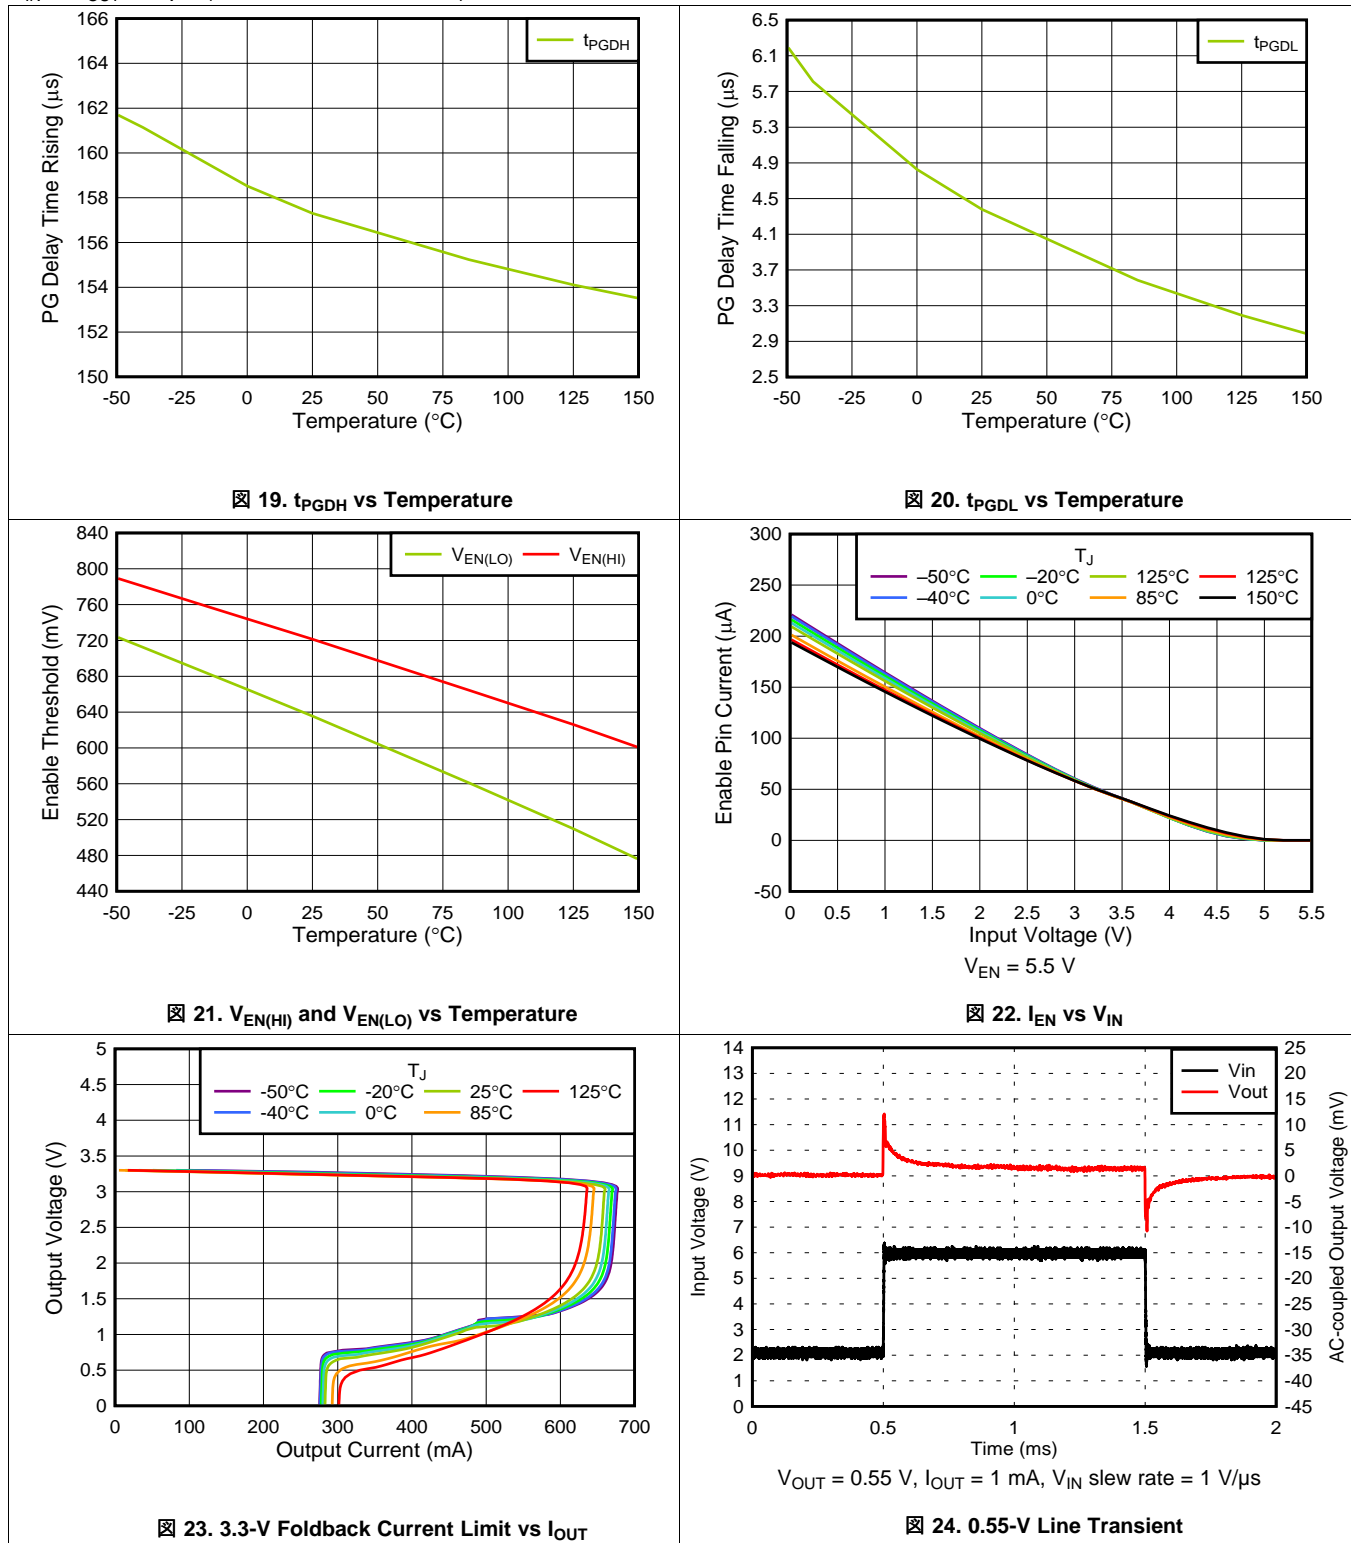 166
164
162
160
158
156
154
152
150
PG Delay Time Rising (µs)
tPGDH
-50 -25 0 25 50 75 100 125 150
Temperature (°C)
図 19. tPGDH vs Temperature
6.5
6.1
5.7
5.3
4.9
4.5
4.1
3.7
3.3
2.9
2.5
PG Delay Time Falling (µs)
tPGDL
-50 -25 0 25 50 75 100 125 150
Temperature (°C)
図 20. tPGDL vs Temperature
840
800
760
720
680
640
600
560
520
480
440
Enable Threshold (mV)
VEN(LO) VEN(HI)
-50 -25 0 25 50 75 100 125 150
Temperature (°C)
図 21. VEN(HI) and VEN(LO) vs Temperature
300
250
200
150
100
50
0
-50
Enable Pin Current (µA)
TJ
–50°C –20°C 125°C 125°C
–40°C 0°C 85°C 150°C
0 0.5 1 1.5 2 2.5 3 3.5 4 4.5 5 5.5
Input Voltage (V)
VEN = 5.5 V
図 22. IEN vs VIN
5
4.5
4
3.5
3
2.5
2
1.5
1
0.5
0
Output Voltage (V)
TJ
-50°C -20°C 25°C 125°C
-40°C 0°C 85°C
0 100 200 300 400 500 600 700
Output Current (mA)
図 23. 3.3-V Foldback Current Limit vs IOUT
14
13
12
11
10
9
8
7
6
5
4
3
2
1
0
Input Voltage (V)
Vin
Vout
25
20
15
10
5
0
-5
-10
-15
-20
-25
-30
-35
-40
-45
AC-coupled Output Voltage (mV)
0 0.5 1 1.5 2
Time (ms)
VOUT = 0.55 V, IOUT = 1 mA, VIN slew rate = 1 V/µs
図 24. 0.55-V Line Transient